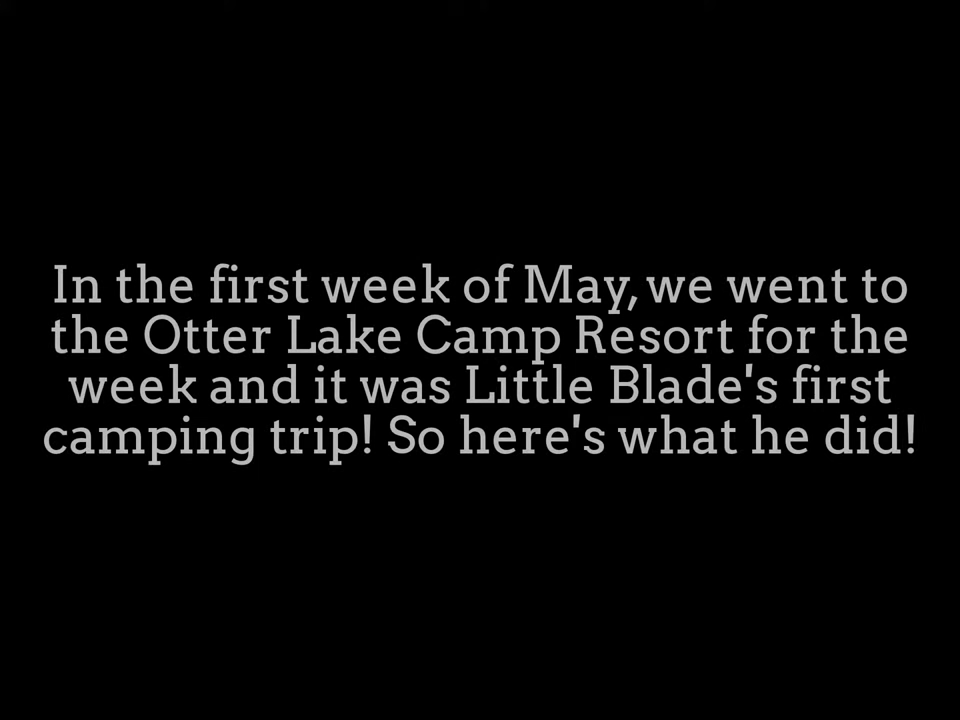 In the first week of May, we went to
the Otter Lake Camp Resort for the
week and it was Little Blade's first
camping trip! So here's what he did!